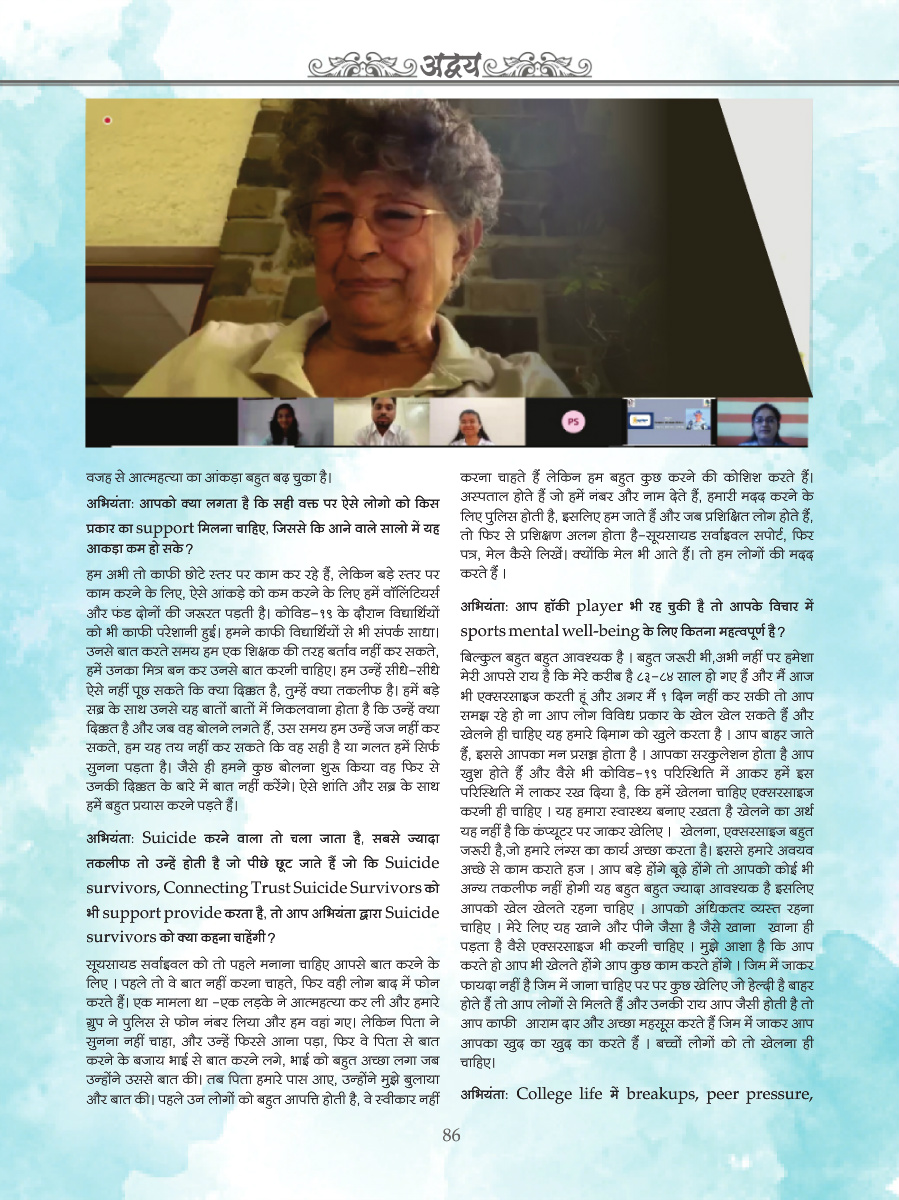 अद्वय
PS
वजह से आत्महत्या का आंकड़ा बहुत बढ़ चुका है।
अभियंता: आपको क्या लगता है कि सही वक्त पर ऐसे लोगो को किस
प्रकार का support मिलना चाहिए, जिससे कि आने वाले सालो में यह
आकड़ा कम हो सके?
हम अभी तो काफी छोटे स्तर पर काम कर रहे हैं, लेकिन बड़े स्तर पर
काम करने के लिए, ऐसे आंकड़े को कम करने के लिए हमें वॉलिटियर्स
और फंड दोनों की जरूरत पड़ती है। कोविड-१९ के दौरान विद्यार्थियों
को भी काफी परेशानी हुई। हमने काफी विद्यार्थियों से भी संपर्क साधा।
उनसे बात करते समय हम एक शिक्षक की तरह बर्ताव नहीं कर सकते,
हमें उनका मित्र बन कर उनसे बात करनी चाहिए। हम उन्हें सीधे-सीधे
ऐसे नहीं पूछ सकते कि क्या दिक्कत है, तुम्हें क्या तकलीफ है। हमें बड़े
सब्र के साथ उनसे यह बातों बातों में निकलवाना होता है कि उन्हें क्या
दिक्कत है और जब वह बोलने लगते हैं, उस समय हम उन्हें जज नहीं कर
सकते, हम यह तय नहीं कर सकते कि वह सही है या गलत हमें सिर्फ
सुनना पड़ता है। जैसे ही हमने कुछ बोलना शुरू किया वह फिर से
उनकी दिक्कत के बारे में बात नहीं करेंगे। ऐसे शांति और सब्र के साथ
हमें बहुत प्रयास करने पड़ते हैं।
अभियंता: Suicide करने वाला तो चला जाता है, सबसे ज्यादा
तकलीफ तो उन्हें होती है जो पीछे छूट जाते हैं जो कि Suicide
survivors, Connecting Trust Suicide Survivors को
भी support provide करता है, तो आप अभियंता द्वारा Suicide
survivors को क्या कहना चाहेंगी?
सूयसायड सर्वाइवल को तो पहले मनाना चाहिए आपसे बात करने के
लिए । पहले तो वे बात नहीं करना चाहते, फिर वही लोग बाद में फोन
करते हैं। एक मामला था -एक लड़के ने आत्महत्या कर ली और हमारे
ग्रुप ने पुलिस से फोन नंबर लिया और हम वहां गए। लेकिन पिता ने
सुनना नहीं चाहा, और उन्हें फिरसे आना पड़ा, फिर वे पिता से बात
करने के बजाय भाई से बात करने लगे, भाई को बहुत अच्छा लगा जब
उन्होंने उससे बात की। तब पिता हमारे पास आए, उन्होंने मुझे बुलाया
और बात की। पहले उन लोगों को बहुत आपत्ति होती है, वे स्वीकार नहीं
करना चाहते हैं लेकिन हम बहुत कुछ करने की कोशिश करते हैं।
अस्पताल होते हैं जो हमें नंबर और नाम देते हैं, हमारी मदद करने के
लिए पुलिस होती है, इसलिए हम जाते हैं और जब प्रशिक्षित लोग होते हैं,
तो फिर से प्रशिक्षण अलग होता है-सूयसायड सर्वाइवल सपोर्ट, फिर
पत्र, मेल कैसे लिखें। क्योंकि मेल भी आते हैं। तो हम लोगों की मदद
करते हैं ।
अभियंता: आप हॉकी player भी रह चुकी है तो आपके विचार में
sports mental well-being के लिए कितना महत्वपूर्ण है?
बिल्कुल बहुत बहुत आवश्यक है । बहुत जरूरी भी,अभी नहीं पर हमेशा
मेरी आपसे राय है कि मेरे करीब है ८३-८४ साल हो गए हैं और मैं आज
भी एक्सरसाइज करती हूं और अगर मैं १ दिन नहीं कर सकी तो आप
समझ रहे हो ना आप लोग विविध प्रकार के खेल खेल सकते हैं और
खेलने ही चाहिए यह हमारे दिमाग को खुले करता है । आप बाहर जाते
हैं, इससे आपका मन प्रसन्न होता है । आपका सरकुलेशन होता है आप
खुश होते हैं और वैसे भी कोविड-१९ परिस्थिति में आकर हमें इस
परिस्थिति में लाकर रख दिया है, कि हमें खेलना चाहिए एक्सरसाइज
करनी ही चाहिए । यह हमारा स्वास्थ्य बनाए रखता है खेलने का अर्थ
यह नहीं है कि कंप्यूटर पर जाकर खेलिए । खेलना, एक्सरसाइज बहुत
जरूरी है,जो हमारे लंग्स का कार्य अच्छा करता है। इससे हमारे अवयव
अच्छे से काम कराते हज । आप बड़े होंगे बूढ़े होंगे तो आपको कोई भी
अन्य तकलीफ नहीं होगी यह बहुत बहुत ज्यादा आवश्यक है इसलिए
आपको खेल खेलते रहना चाहिए । आपको अंधिकतर व्यस्त रहना
चाहिए । मेरे लिए यह खाने और पीने जैसा है जैसे खाना खाना ही
पड़ता है वैसे एक्सरसाइज भी करनी चाहिए । मुझे आशा है कि आप
करते हो आप भी खेलते होंगे आप कुछ काम करते होंगे । जिम में जाकर
फायदा नहीं है जिम में जाना चाहिए पर पर कुछ खेलिए जो हेल्दी है बाहर
होते हैं तो आप लोगों से मिलते हैं और उनकी राय आप जैसी होती है तो
आप काफी आराम दार और अच्छा महसूस करते हैं जिम में जाकर आप
आपका खुद का खुद का करते हैं । बच्चों लोगों को तो खेलना ही
चाहिए।
अभियंता: College life में breakups, peer pressure,
86